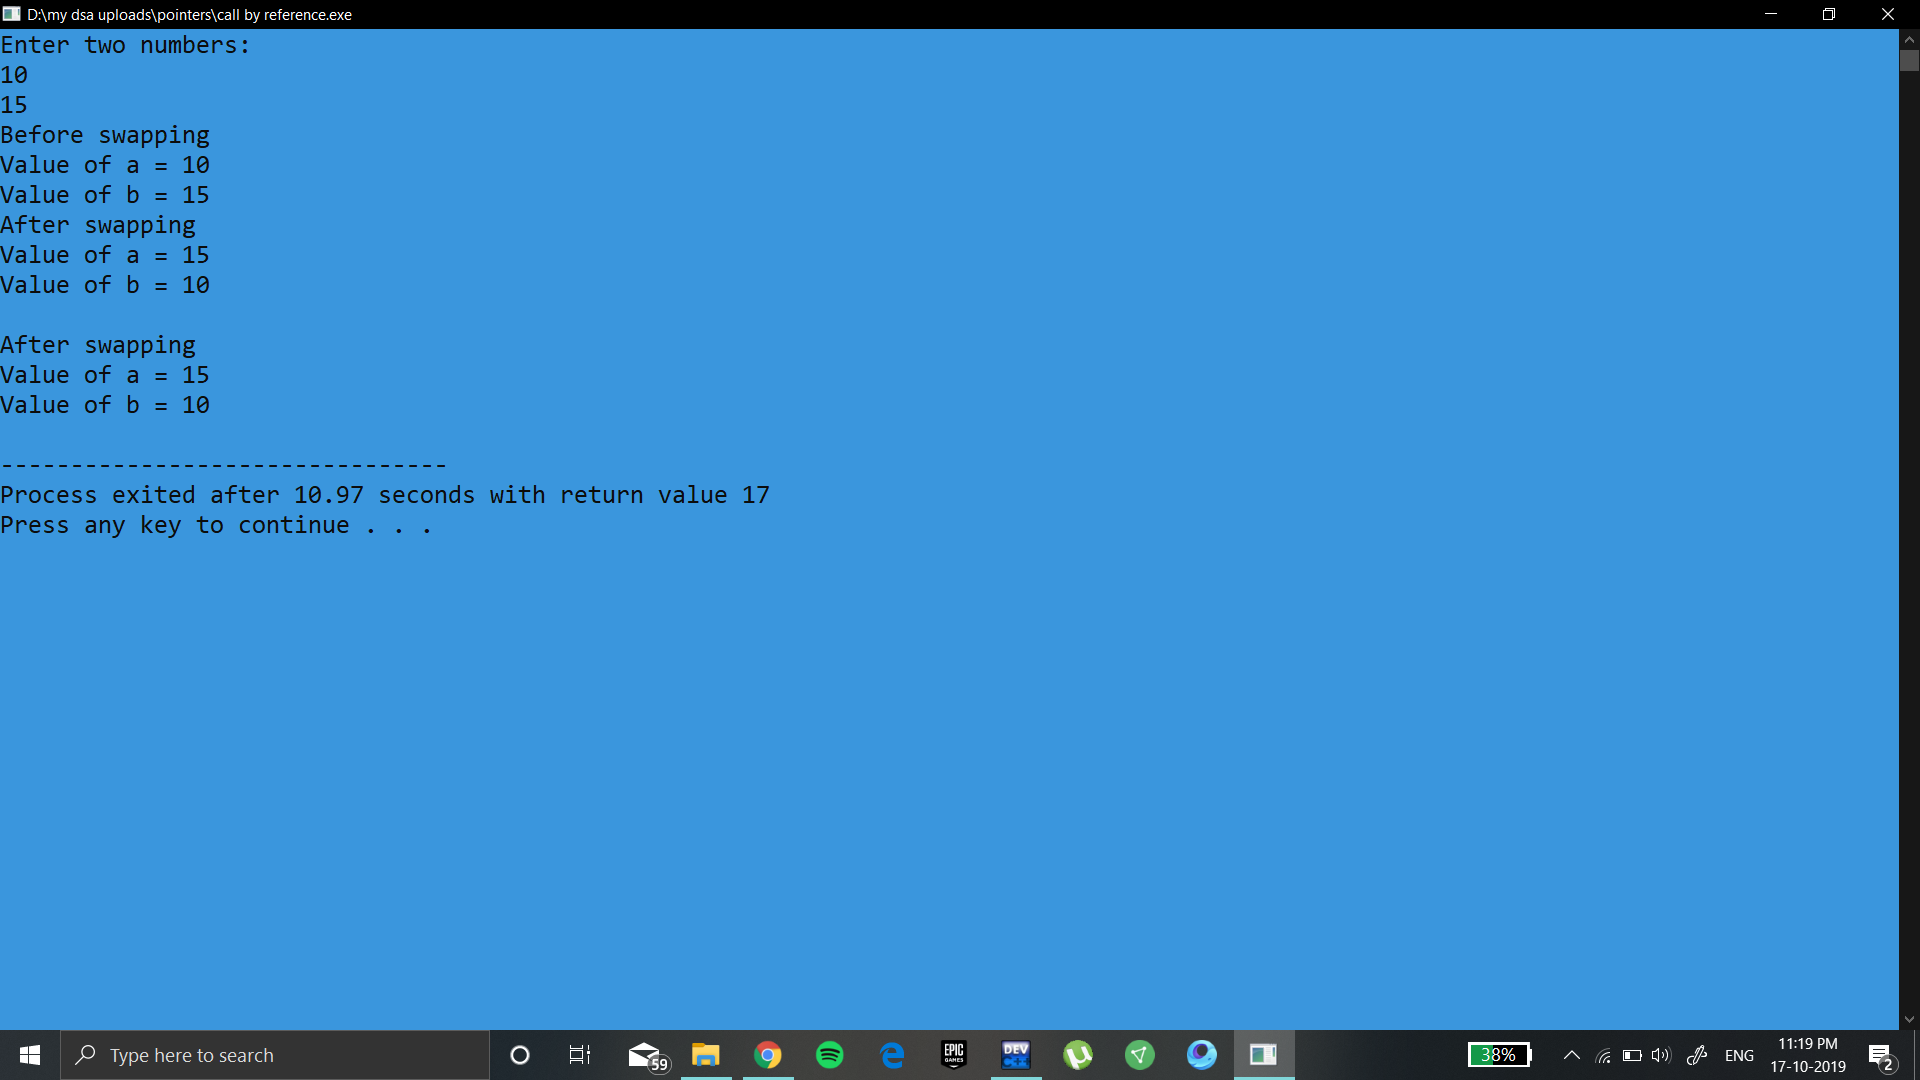 D:\my dsa uploads\pointers\call by reference.exe
Enter two numbers:
10
15
Before swapping
Value of a = 10
Value of b = 15
After swapping
Value of a = 15
Value of b = 10
After swapping
Value of a = 15
Value of b = 10
--------------------------------
Process exited after 10.97 seconds with return value 17
Press any key to continue . . .
Type here to search
59
EPIC
GAMES
DEV
C++
38%
ENG
11:19 PM
17-10-2019
2